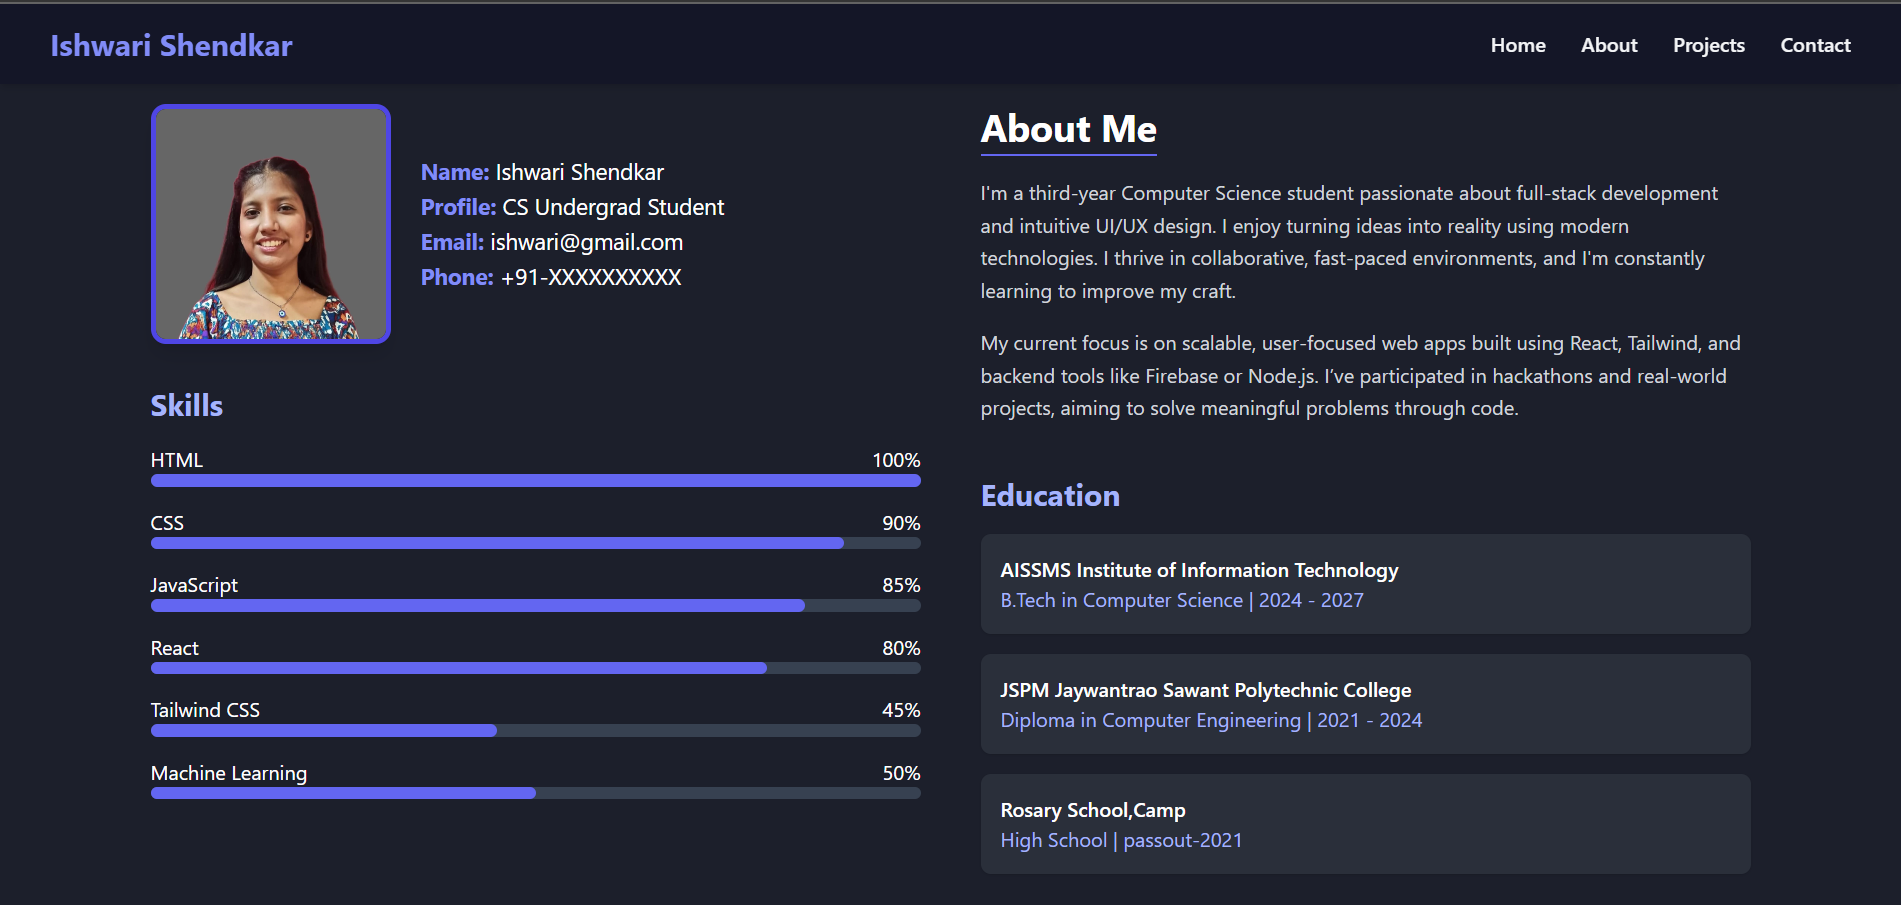 Ishwari Shendkar
Home About Projects Contact
Name: Ishwari Shendkar
Profile: CS Undergrad Student
Email: ishwari@gmail.com
Phone: +91-XXXXXXXXXX
Skills
HTML 100%
CSS 90%
JavaScript 85%
React 80%
Tailwind CSS 45%
Machine Learning 50%
About Me
I'm a third-year Computer Science student passionate about full-stack development
and intuitive UI/UX design. I enjoy turning ideas into reality using modern
technologies. I thrive in collaborative, fast-paced environments, and I'm constantly
learning to improve my craft.
My current focus is on scalable, user-focused web apps built using React, Tailwind, and
backend tools like Firebase or Node.js. I’ve participated in hackathons and real-world
projects, aiming to solve meaningful problems through code.
Education
AISSMS Institute of Information Technology
B.Tech in Computer Science | 2024 - 2027
JSPM Jaywantrao Sawant Polytechnic College
Diploma in Computer Engineering | 2021 - 2024
Rosary School,Camp
High School | passout-2021